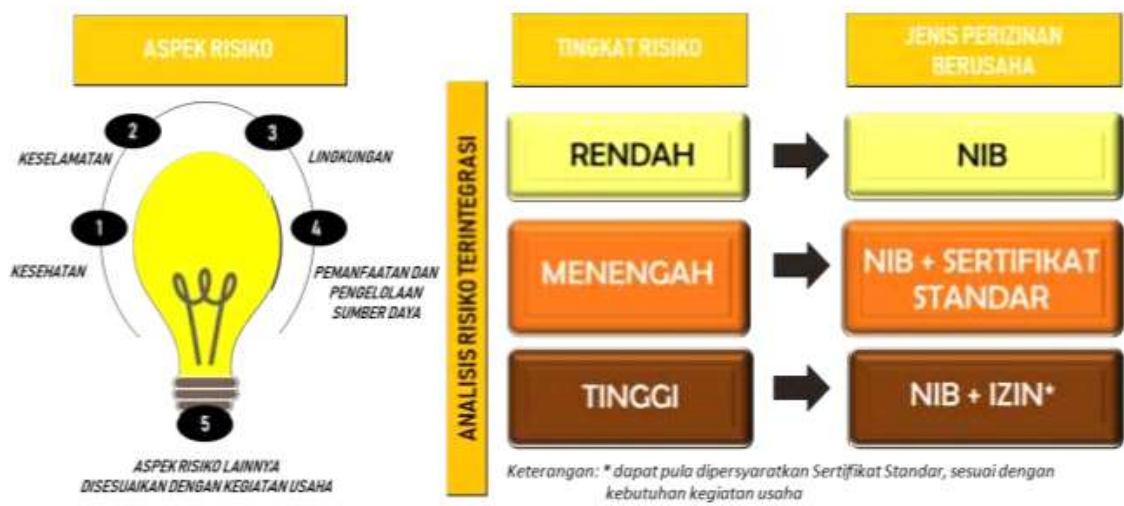 ASPEK RISIKO
1
KESEHATAN
2
KESELAMATAN
3
LINGKUNGAN
4
PEMANFAATAN DAN
PENGELOLAAN
SUMBER DAYA
5
ASPEK RISIKO LAINNYA
DISESUAIKAN DENGAN KEGIATAN USAHA
ANALISIS RISIKO TERINTEGRASI
TINGKAT RISIKO
JENIS PERIZINAN
BERUSAHA
RENDAH
NIB
MENENGAH
NIB + SERTIFIKAT
STANDAR
TINGGI
NIB + IZIN*
Keterangan: * dapat pula dipersyaratkan Sertifikat Standar, sesuai dengan
kebutuhan kegiatan usaha